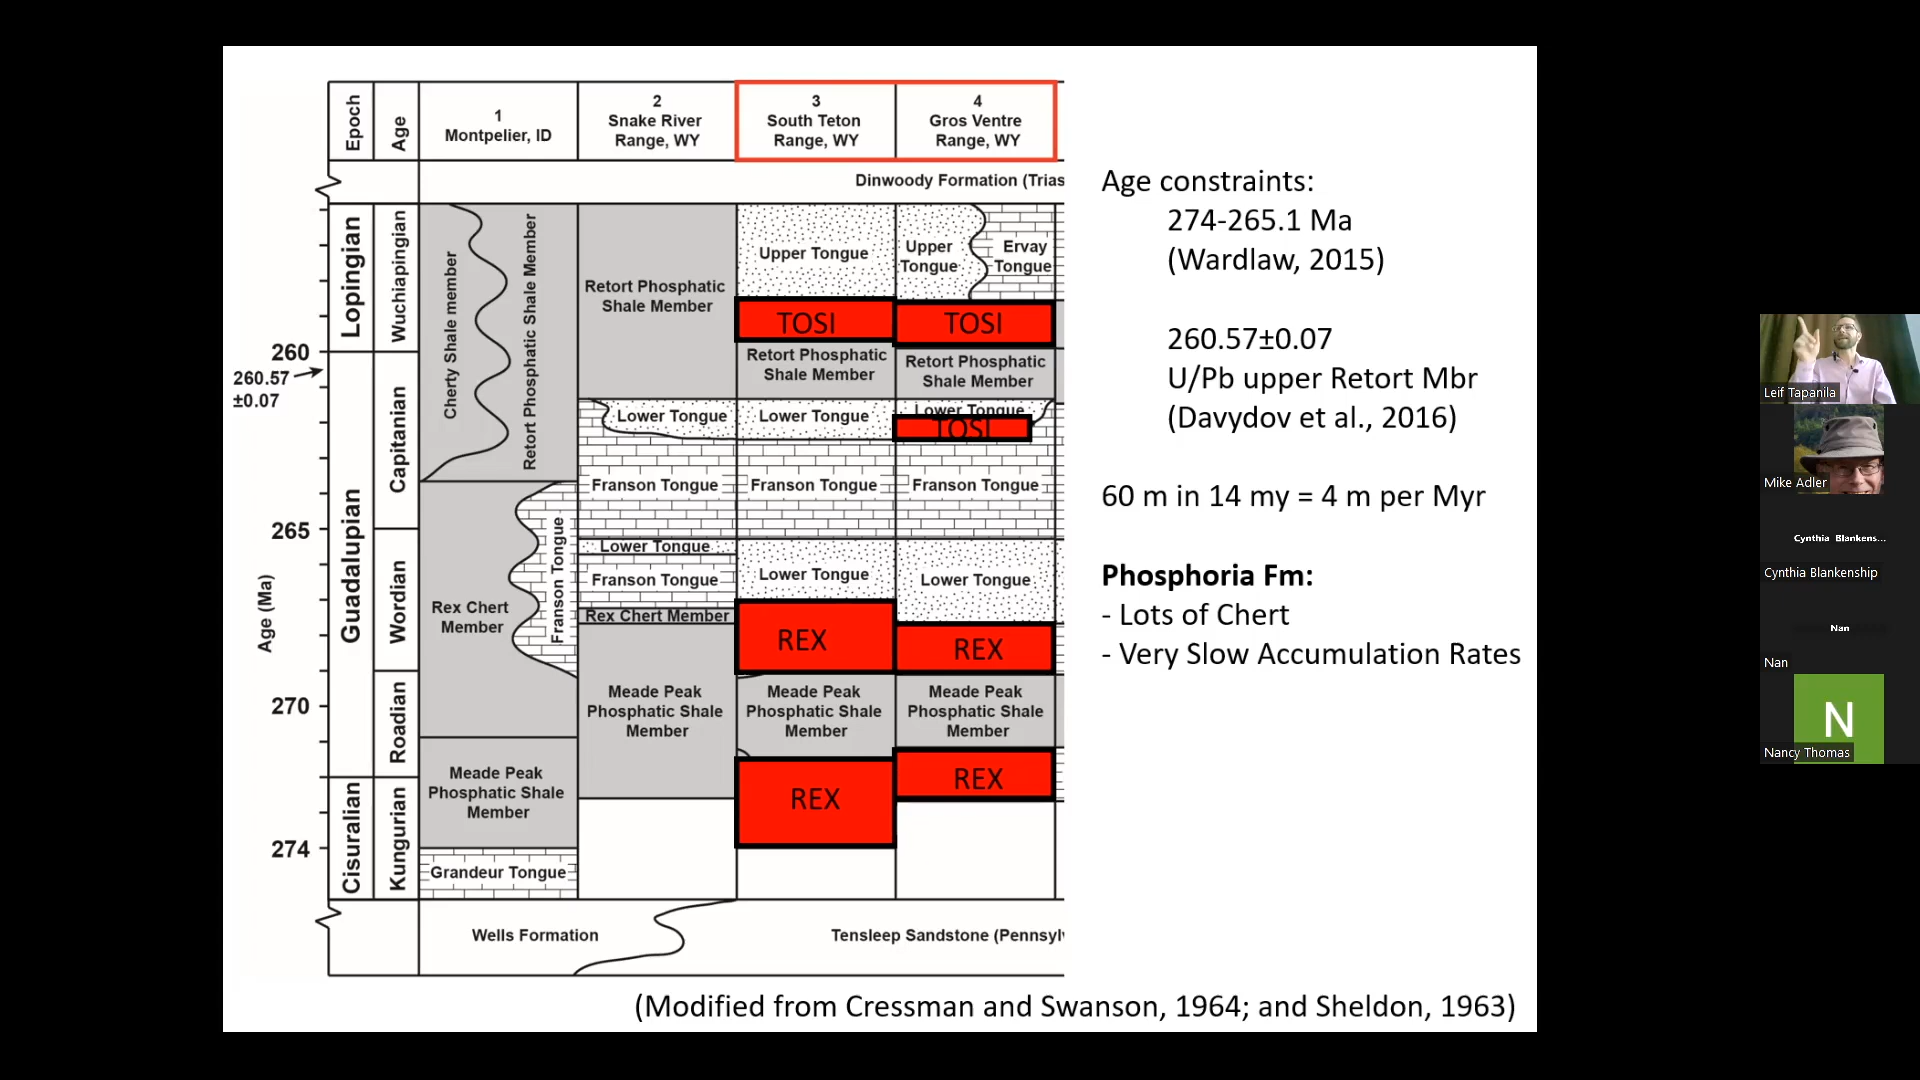 Epoch
Age
1
Montpelier, ID
2
Snake River
Range, WY
3
South Teton
Range, WY
4
Gros Ventre
Range, WY
Dinwoody Formation (Trias
Lopingian
Guadalupian
Cisuralian
Wuchiapingian
Capitanian
Wordian
Roadian
Kungurian
Age (Ma)
260
260.57
±0.07
265
270
274
Cherty Shale member
Retort Phosphatic Shale Member
Rex Chert
Member
Franson Tongue
Meade Peak
Phosphatic Shale
Member
Grandeur Tongue
Retort Phosphatic
Shale Member
Lower Tongue
Franson Tongue
Lower Tongue
Franson Tongue
Rex Chert Member
Meade Peak
Phosphatic Shale
Member
Upper Tongue
TOSI
Retort Phosphatic
Shale Member
Lower Tongue
Franson Tongue
Lower Tongue
REX
Meade Peak
Phosphatic Shale
Member
REX
Upper
Tongue
Ervay
Tongue
TOSI
Retort Phosphatic
Shale Member
Lower Tongue
TOSI
Franson Tongue
Lower Tongue
REX
Meade Peak
Phosphatic Shale
Member
REX
Wells Formation
Tensleep Sandstone (Pennsylv
Age constraints:
274-265.1 Ma
(Wardlaw, 2015)
260.57±0.07
U/Pb upper Retort Mbr
(Davydov et al., 2016)
60 m in 14 my = 4 m per Myr
Phosphoria Fm:
- Lots of Chert
- Very Slow Accumulation Rates
(Modified from Cressman and Swanson, 1964; and Sheldon, 1963)
Leif Tapanila
Mike Adler
Cynthia Blankens...
Cynthia Blankenship
Nan
Nan
N
Nancy Thomas